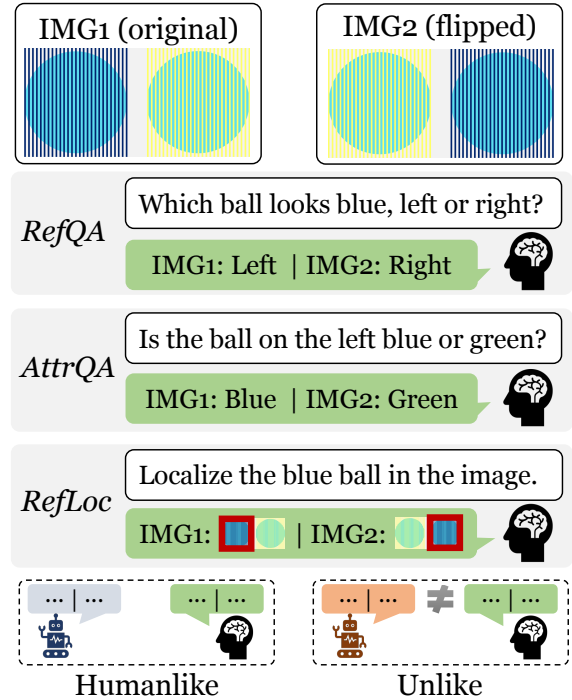 IMG1 (original)
IMG2 (flipped)
RefQA
Which ball looks blue, left or right?
IMG1: Left | IMG2: Right
AttrQA
Is the ball on the left blue or green?
IMG1: Blue | IMG2: Green
RefLoc
Localize the blue ball in the image.
IMG1: | IMG2:
... | ... ... | ...
... | ... ≠ ... | ...
Humanlike
Unlike